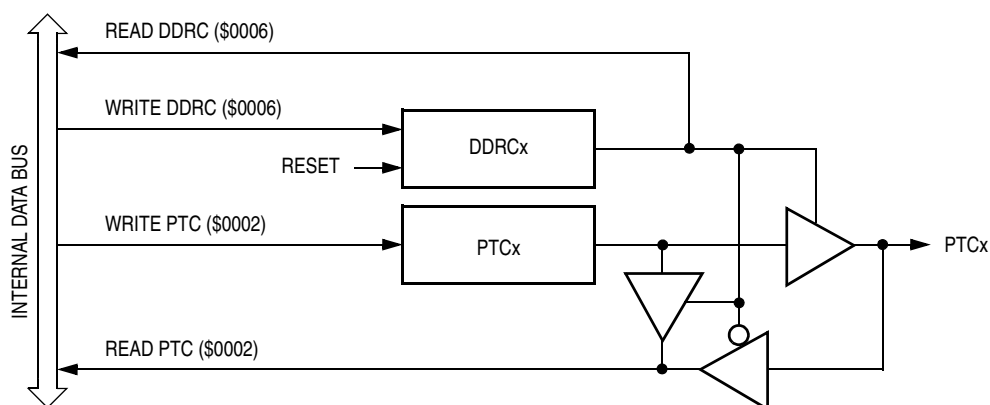 READ DDRC ($0006)
WRITE DDRC ($0006)
DDRCx
RESET
INTERNAL DATA BUS
WRITE PTC ($0002)
PTCx
PTCx
READ PTC ($0002)